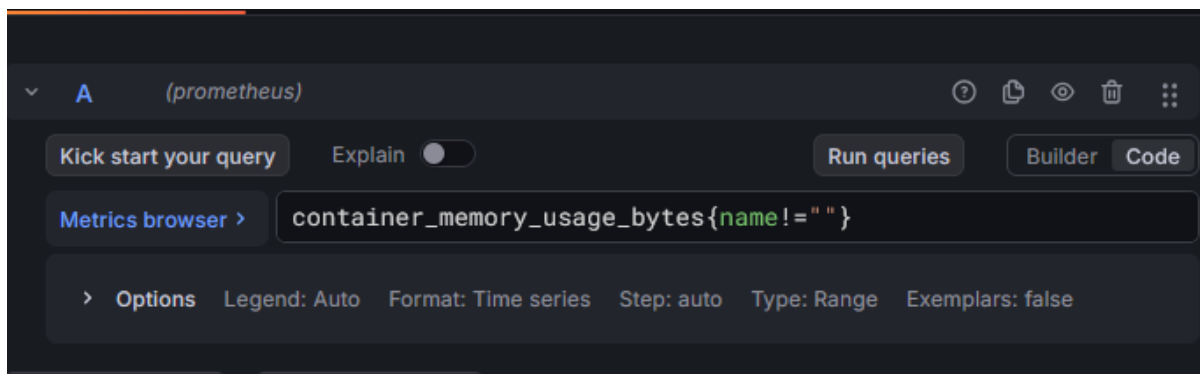 A (prometheus)
Kick start your query Explain Run queries Builder Code
Metrics browser > container_memory_usage_bytes{name!=""}
> Options Legend: Auto Format: Time series Step: auto Type: Range Exemplars: false